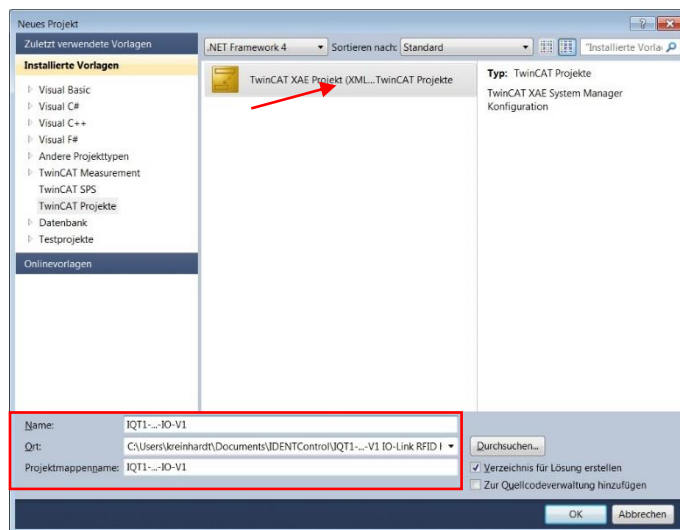 Neues Projekt
Zuletzt verwendete Vorlagen
.NET Framework 4 Sortieren nach: Standard "Installierte Vorla
Installierte Vorlagen
Visual Basic
Visual C#
Visual C++
Visual F#
Andere Projekttypen
TwinCAT Measurement
TwinCAT SPS
TwinCAT Projekte
Datenbank
Testprojekte
Onlinevorlagen
TwinCAT XAE Projekt (XML...TwinCAT Projekte
Typ: TwinCAT Projekte
TwinCAT XAE System Manager
Konfiguration
Name: IQT1-...-IO-V1
Ort: C:\Users\kreinhardt\Documents\IDENTControl\IQT1-...-V1 IO-Link RFID Durchsuchen...
Projektmappenname: IQT1-...-IO-V1
Verzeichnis für Lösung erstellen
Zur Quellcodeverwaltung hinzufügen
OK Abbrechen